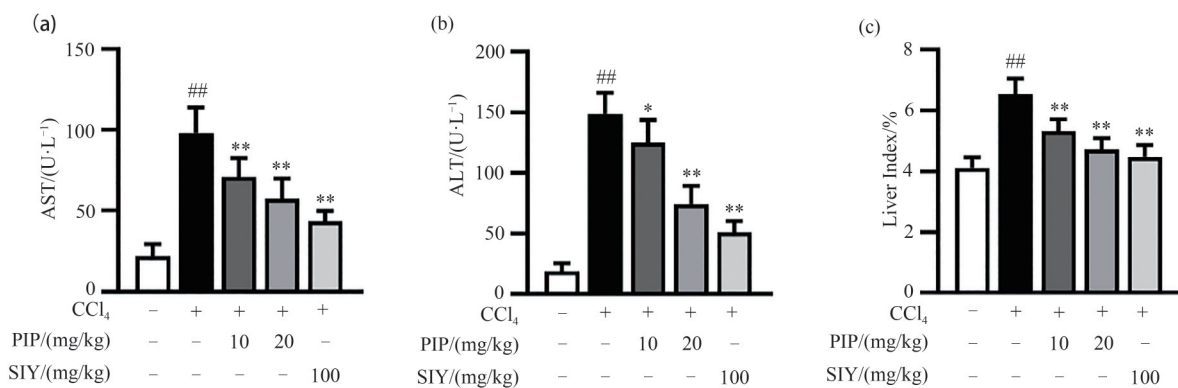 (a)
150
100
50
0
AST/(U·L⁻¹)
##
**
**
**
CCl₄ – + + + +
PIP/(mg/kg) – – 10 20 –
SIY/(mg/kg) – – – – 100
(b)
200
150
100
50
0
ALT/(U·L⁻¹)
##
*
**
**
CCl₄ – + + + +
PIP/(mg/kg) – – 10 20 –
SIY/(mg/kg) – – – – 100
(c)
8
6
4
2
0
Liver Index/%
##
**
**
**
CCl₄ – + + + +
PIP/(mg/kg) – – 10 20 –
SIY/(mg/kg) – – – – 100